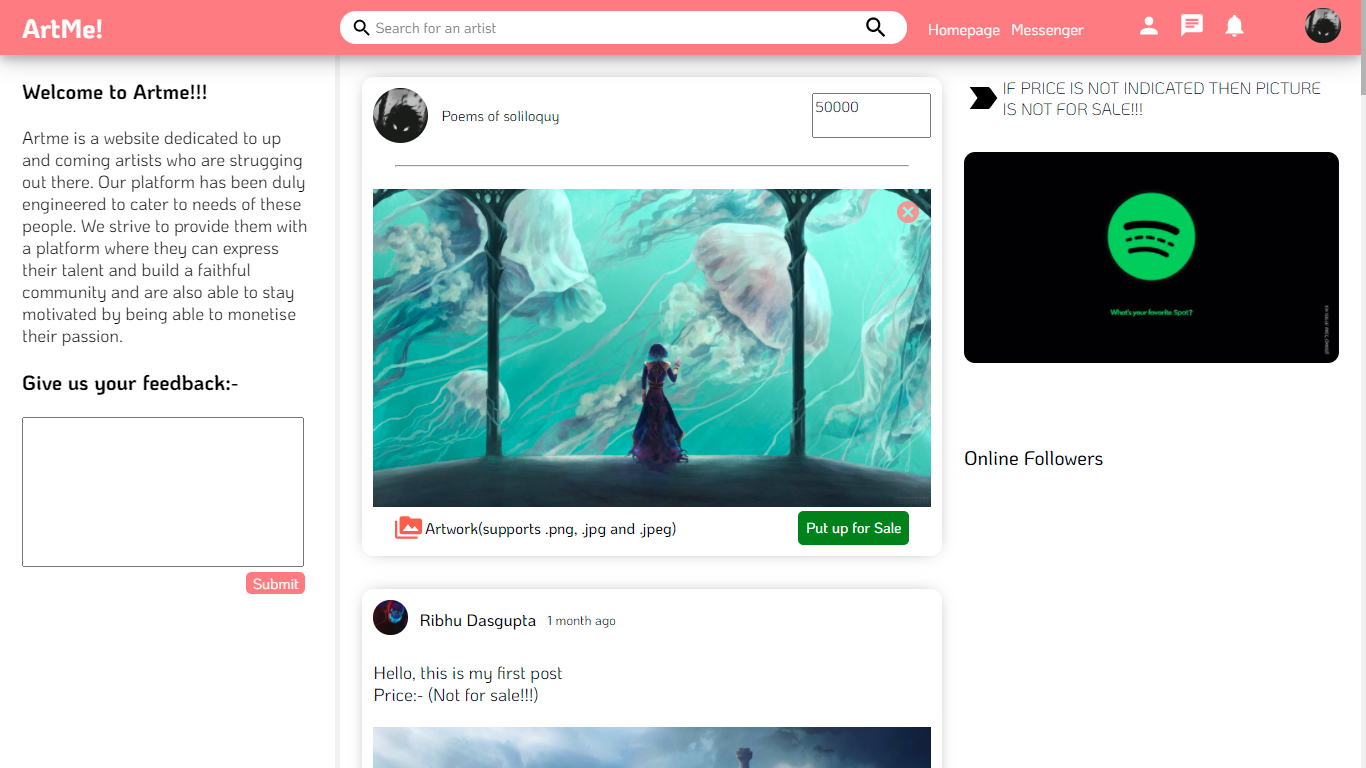 ArtMe!
Search for an artist
Homepage Messenger
Welcome to Artme!!!
Artme is a website dedicated to up
and coming artists who are strugging
out there. Our platform has been duly
engineered to cater to needs of these
people. We strive to provide them with
a platform where they can express
their talent and build a faithful
community and are also able to stay
motivated by being able to monetise
their passion.
Give us your feedback:-
Submit
Poems of soliloquy
50000
Artwork(supports .png, .jpg and .jpeg)
Put up for Sale
Ribhu Dasgupta 1 month ago
Hello, this is my first post
Price:- (Not for sale!!!)
IF PRICE IS NOT INDICATED THEN PICTURE
IS NOT FOR SALE!!!
What's your favorite Spot?
Online Followers